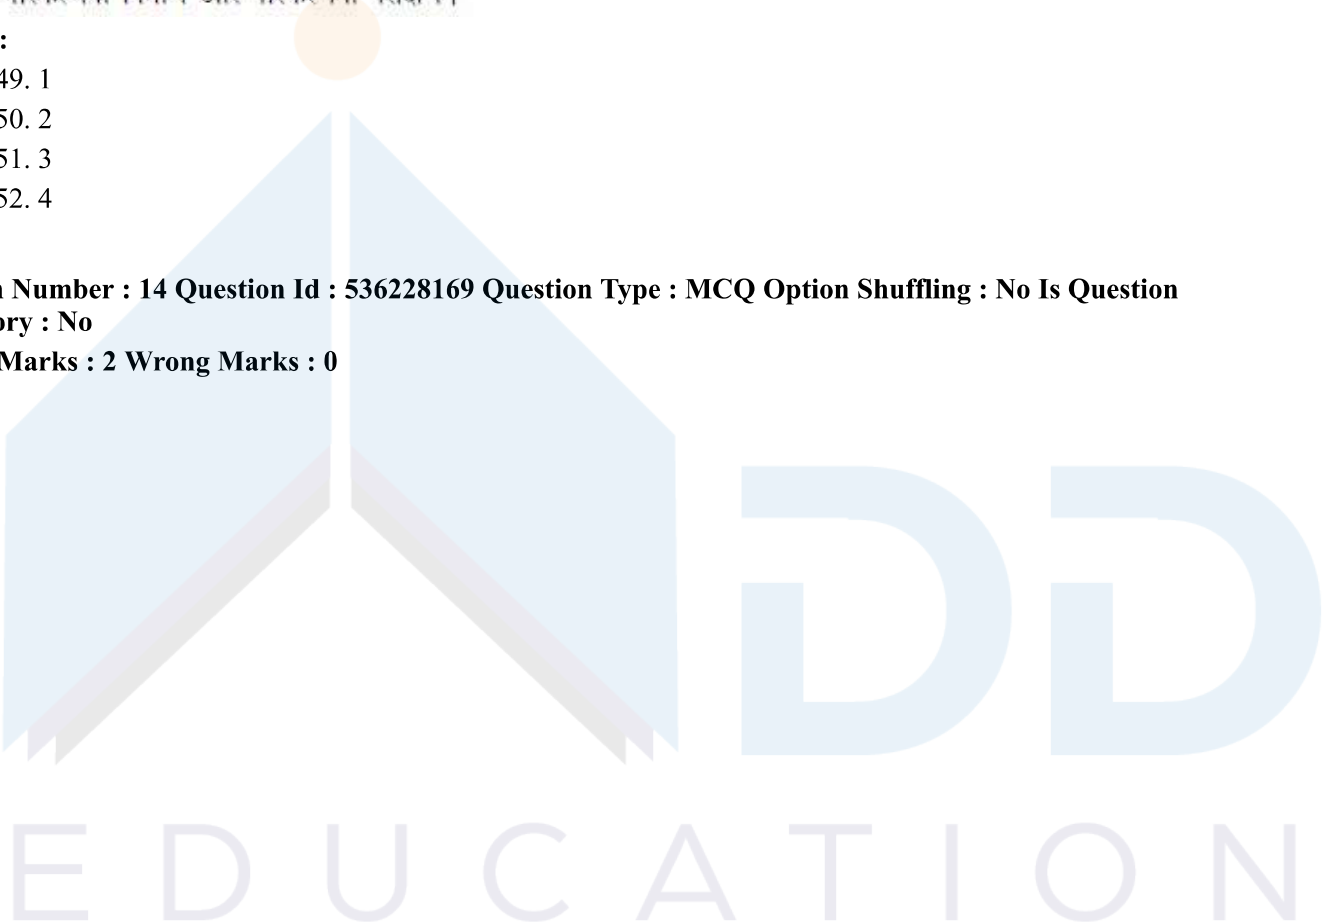 :
49. 1
50. 2
51. 3
52. 4
Number : 14 Question Id : 536228169 Question Type : MCQ Option Shuffling : No Is Question
ory : No
Marks : 2 Wrong Marks : 0
DD
EDUCATION